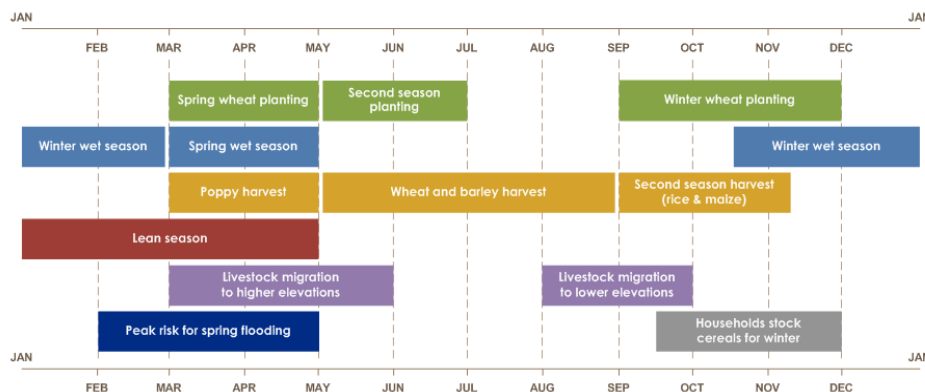 JAN JAN
FEB MAR APR MAY JUN JUL AUG SEP OCT NOV DEC
Spring wheat planting
Second season
planting
Winter wheat planting
Winter wet season
Spring wet season
Winter wet season
Poppy harvest
Wheat and barley harvest
Second season harvest
(rice & maize)
Lean season
Livestock migration
to higher elevations
Livestock migration
to lower elevations
Peak risk for spring flooding
Households stock
cereals for winter
JAN JAN
FEB MAR APR MAY JUN JUL AUG SEP OCT NOV DEC